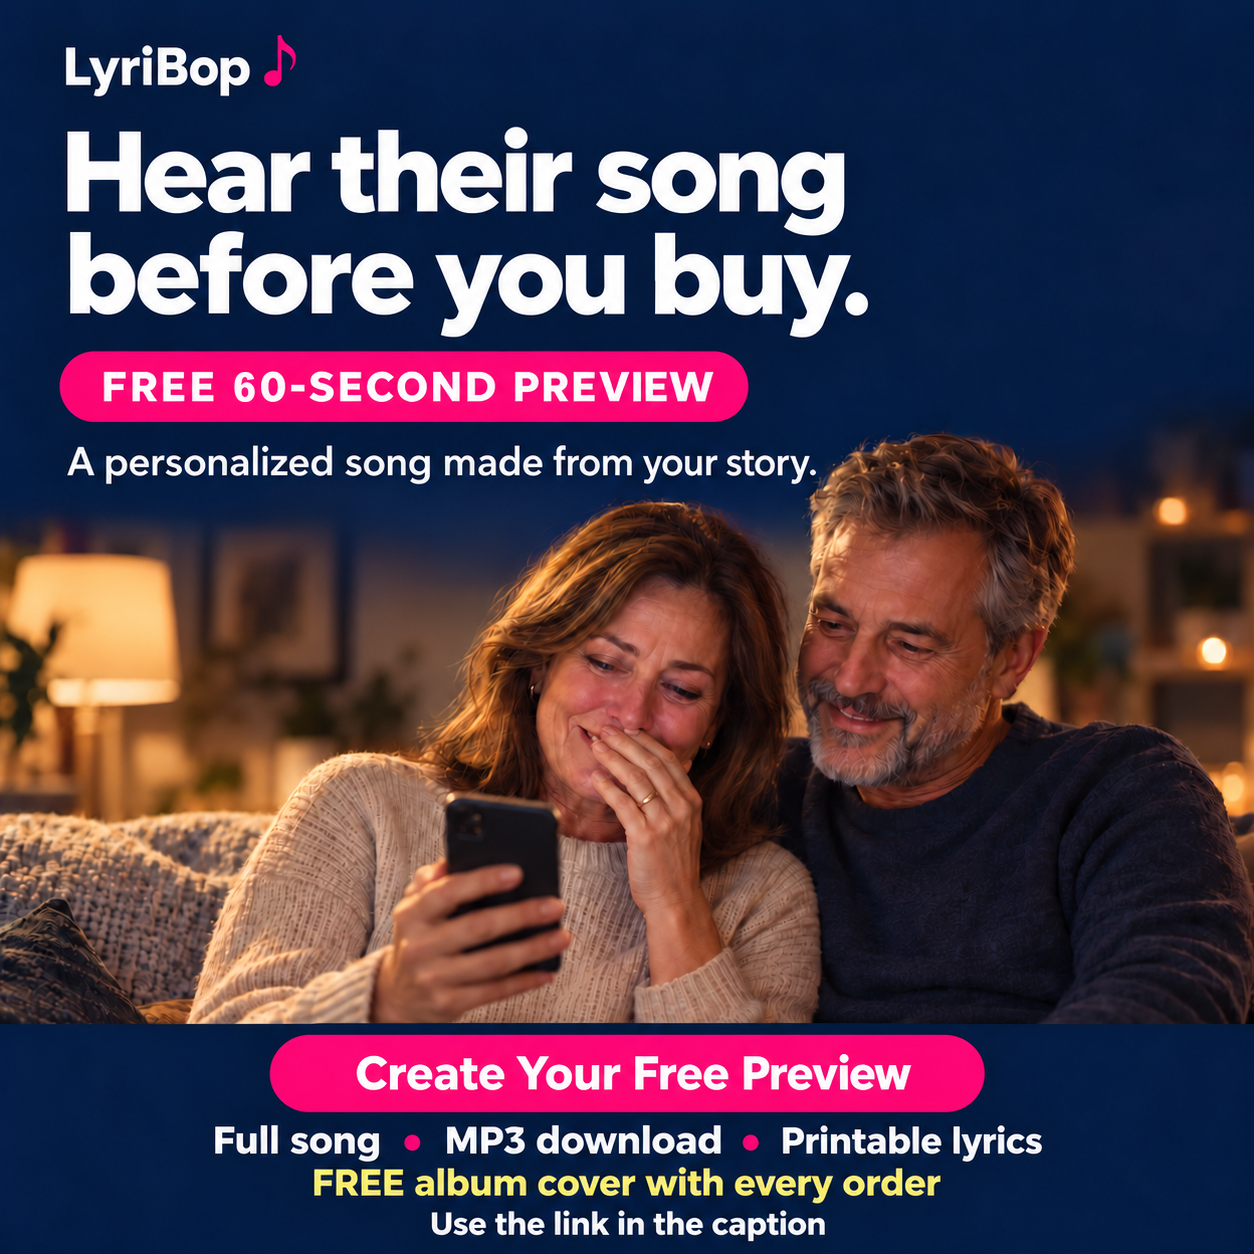 LyriBop
Hear their song
before you buy.
FREE 60-SECOND PREVIEW
A personalized song made from your story.
Create Your Free Preview
Full song • MP3 download • Printable lyrics
FREE album cover with every order
Use the link in the caption